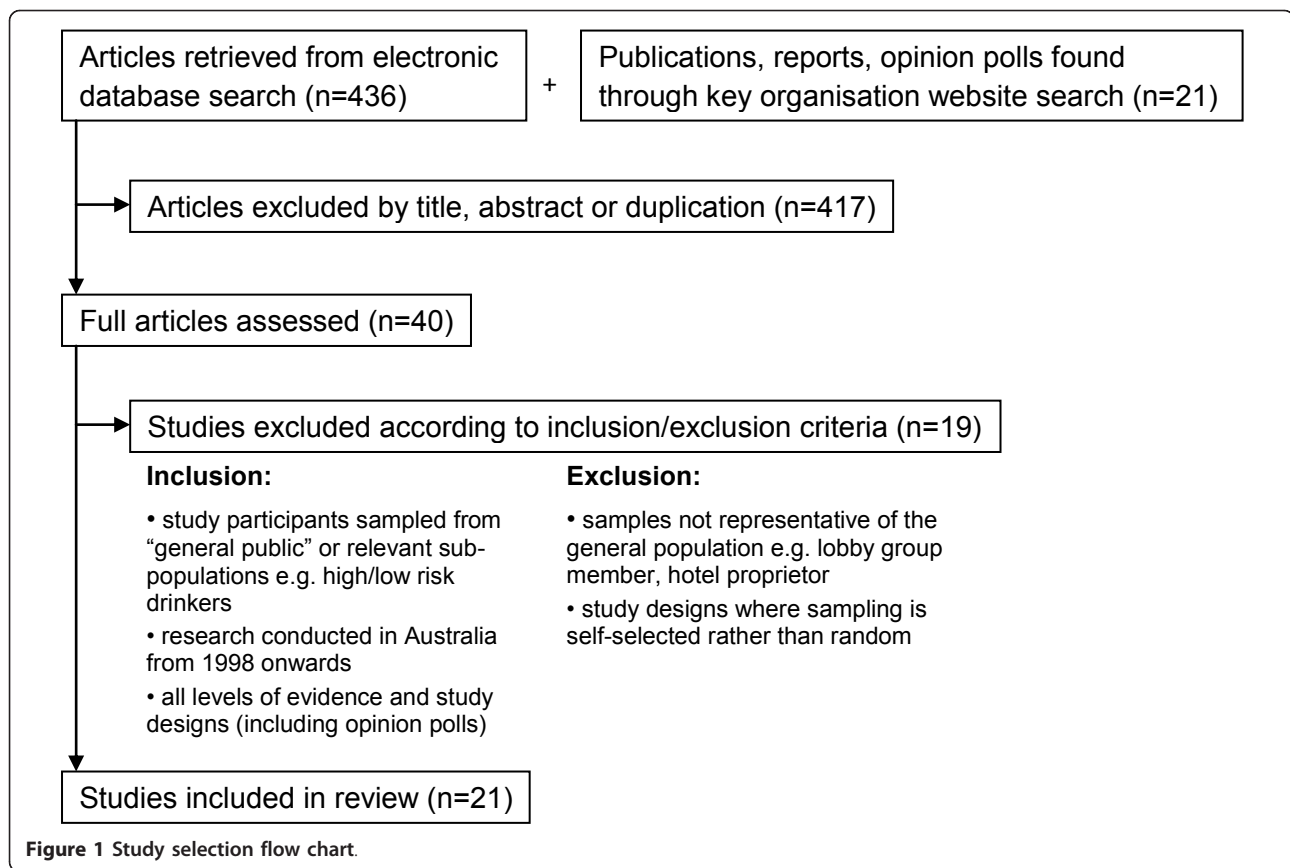 Articles retrieved from electronic
database search (n=436)
+
Publications, reports, opinion polls found
through key organisation website search (n=21)
Articles excluded by title, abstract or duplication (n=417)
Full articles assessed (n=40)
Studies excluded according to inclusion/exclusion criteria (n=19)
Inclusion:
• study participants sampled from
“general public” or relevant sub-
populations e.g. high/low risk
drinkers
• research conducted in Australia
from 1998 onwards
• all levels of evidence and study
designs (including opinion polls)
Exclusion:
• samples not representative of the
general population e.g. lobby group
member, hotel proprietor
• study designs where sampling is
self-selected rather than random
Studies included in review (n=21)
Figure 1 Study selection flow chart.